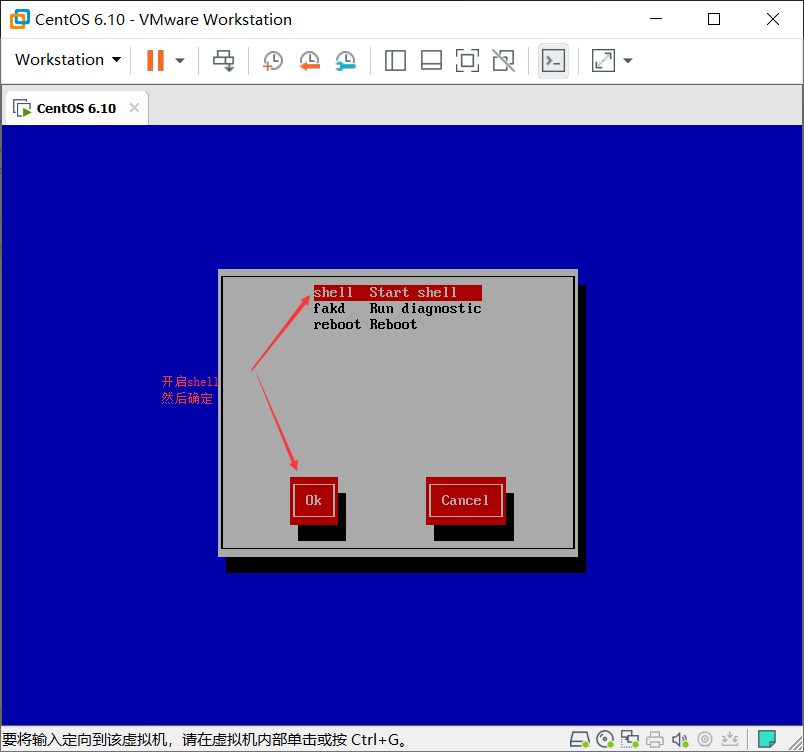 CentOS 6.10 - VMware Workstation
Workstation
CentOS 6.10
shell Start shell
fakd Run diagnostic
reboot Reboot
开启shell
然后确定
Ok Cancel
要将输入定向到该虚拟机，请在虚拟机内部单击或按 Ctrl+G。